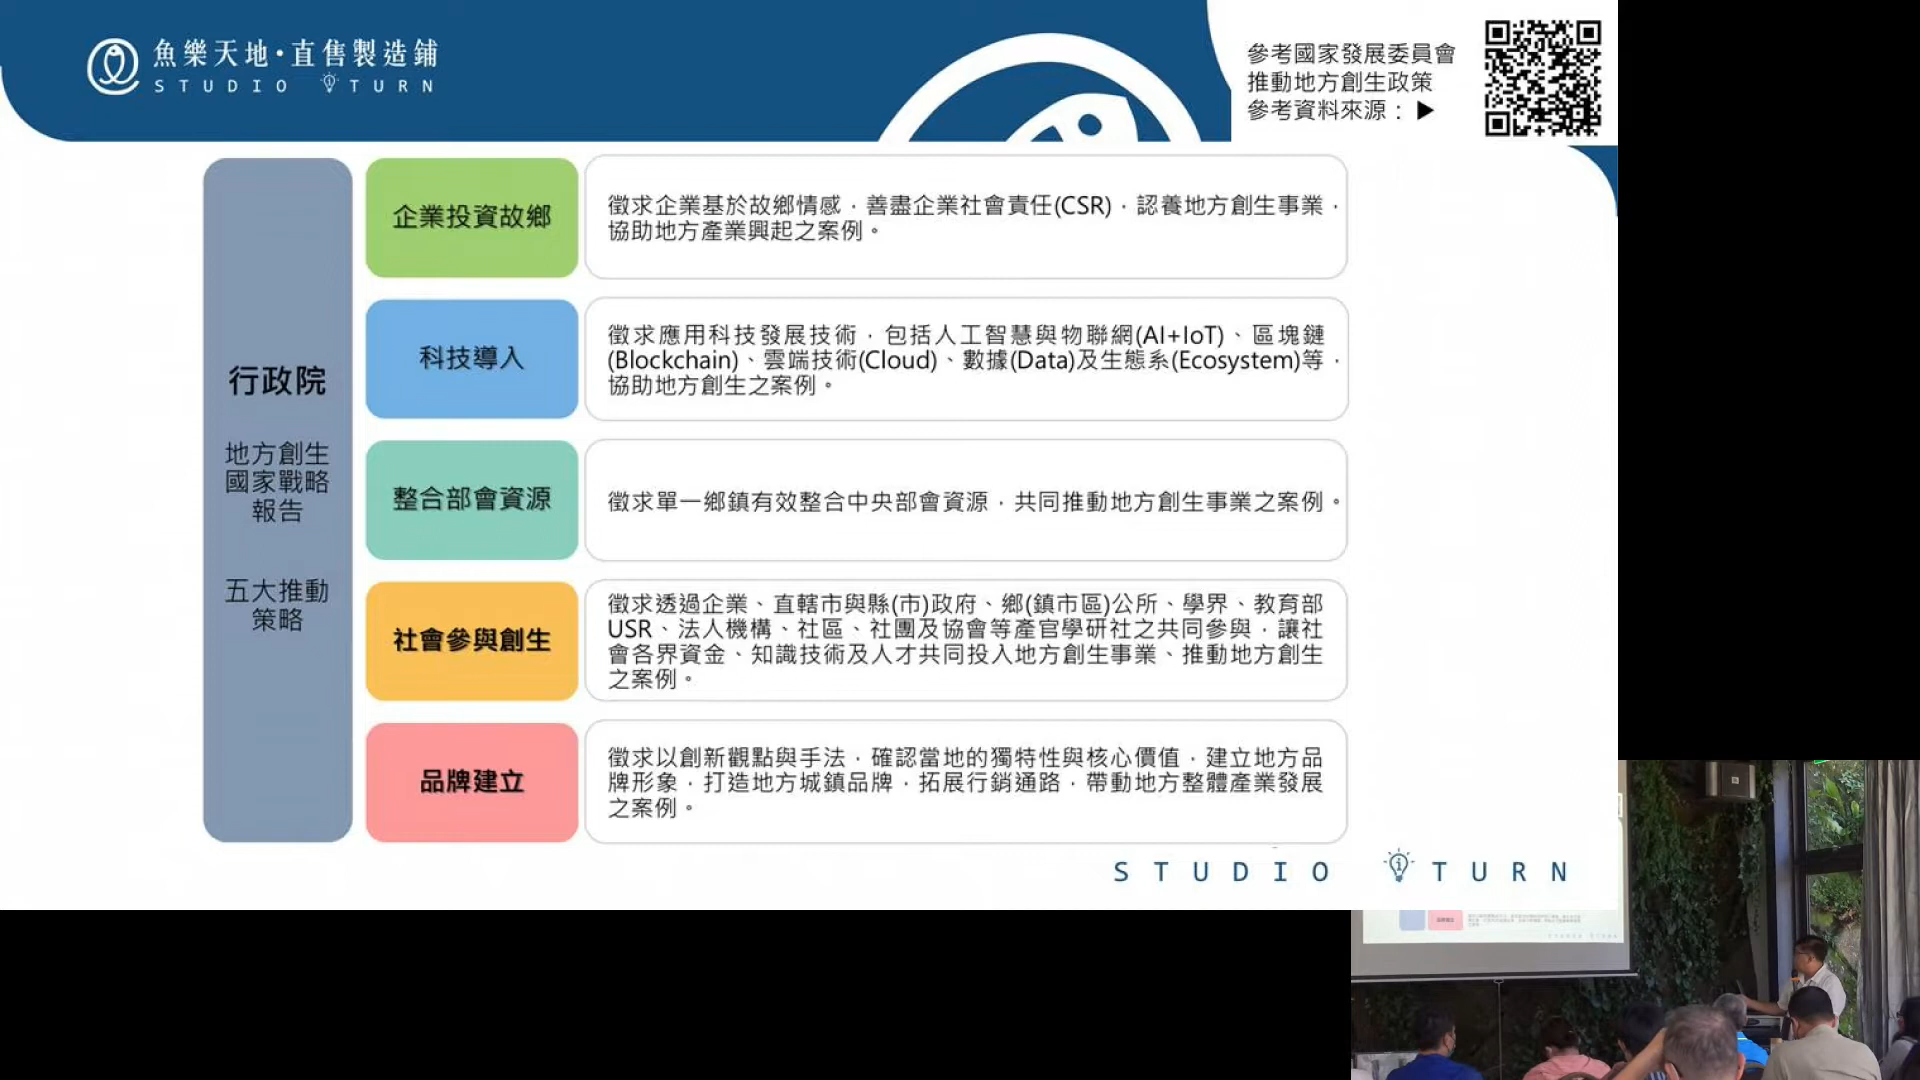 魚樂天地•直售製造鋪
STUDIO iTURN
參考國家發展委員會
推動地方創生政策
參考資料來源：▶
行政院
地方創生
國家戰略
報告
五大推動
策略
企業投資故鄉
徵求企業基於故鄉情感，善盡企業社會責任(CSR)，認養地方創生事業，
協助地方產業興起之案例。
科技導入
徵求應用科技發展技術，包括人工智慧與物聯網(AI+IoT)、區塊鏈
(Blockchain)、雲端技術(Cloud)、數據(Data)及生態系(Ecosystem)等，
協助地方創生之案例。
整合部會資源
徵求單一鄉鎮有效整合中央部會資源，共同推動地方創生事業之案例。
社會參與創生
徵求透過企業、直轄市與縣(市)政府、鄉(鎮市區)公所、學界、教育部
USR、法人機構、社區、社團及協會等產官學研社之共同參與，讓社
會各界資金、知識技術及人才共同投入地方創生事業、推動地方創生
之案例。
品牌建立
徵求以創新觀點與手法，確認當地的獨特性與核心價值，建立地方品
牌形象，打造地方城鎮品牌，拓展行銷通路，帶動地方整體產業發展
之案例。
STUDIO iTURN